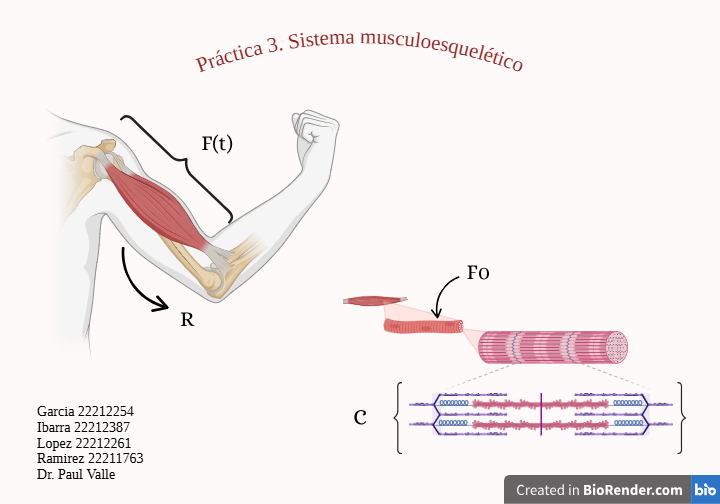 Práctica 3. Sistema musculoesquelético
F(t)
R
F0
c
Garcia 22212254
Ibarra 22212387
Lopez 22212261
Ramirez 22211763
Dr. Paul Valle
Created in BioRender.com bio